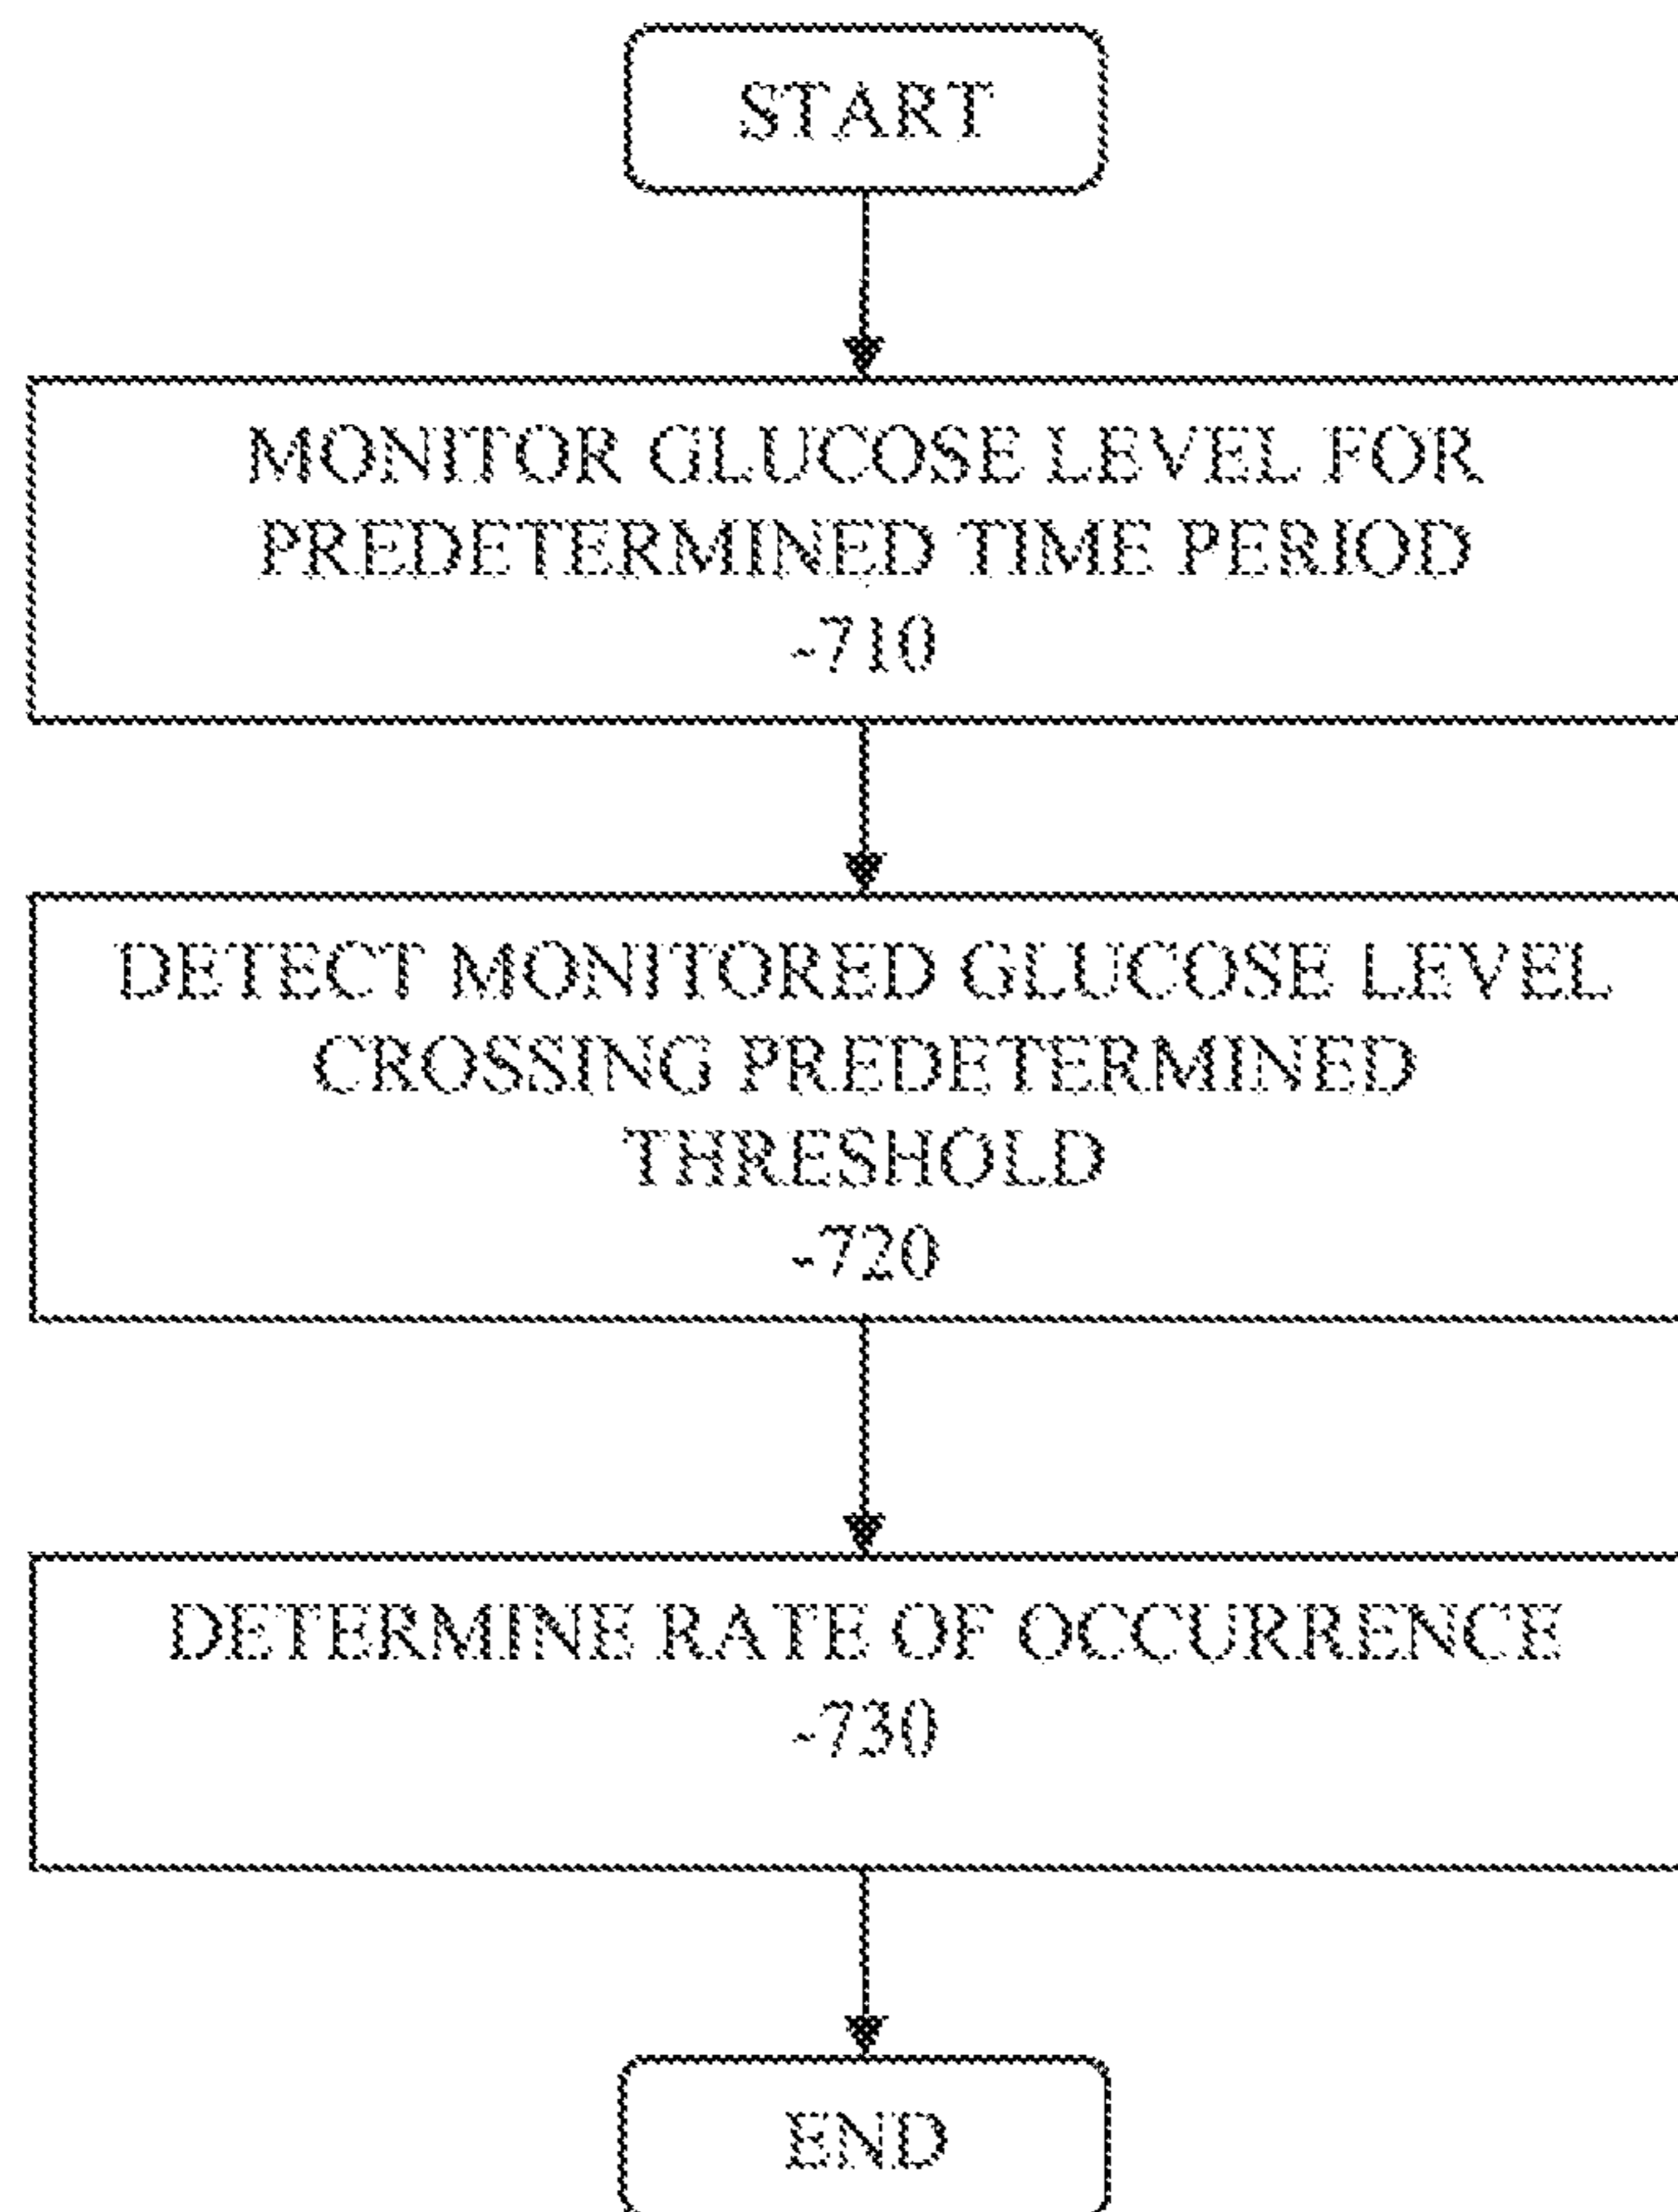 START
MONITOR GLUCOSE LEVEL FOR
PREDETERMINED TIME PERIOD
-710
DETECT MONITORED GLUCOSE LEVEL
CROSSING PREDETERMINED
THRESHOLD
-720
DETERMINE RATE OF OCCURRENCE
-730
END